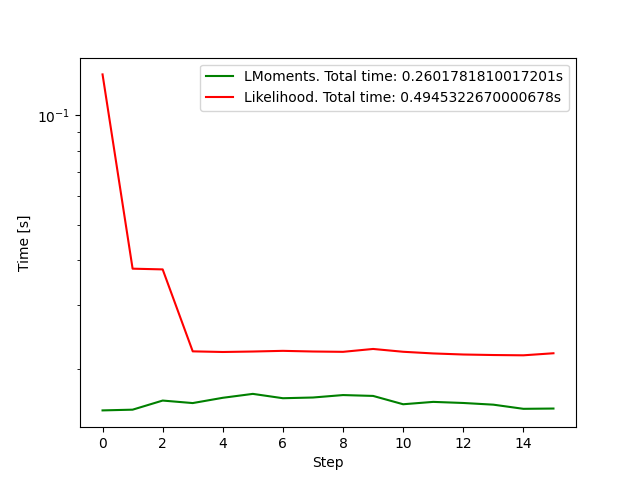 LMoments. Total time: 0.2601781810017201s
Likelihood. Total time: 0.4945322670000678s
10⁻¹
Time [s]
0 2 4 6 8 10 12 14
Step